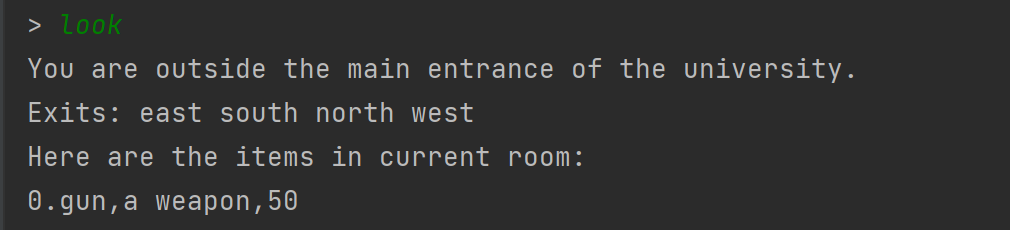 > look
You are outside the main entrance of the university.
Exits: east south north west
Here are the items in current room:
0.gun,a weapon,50